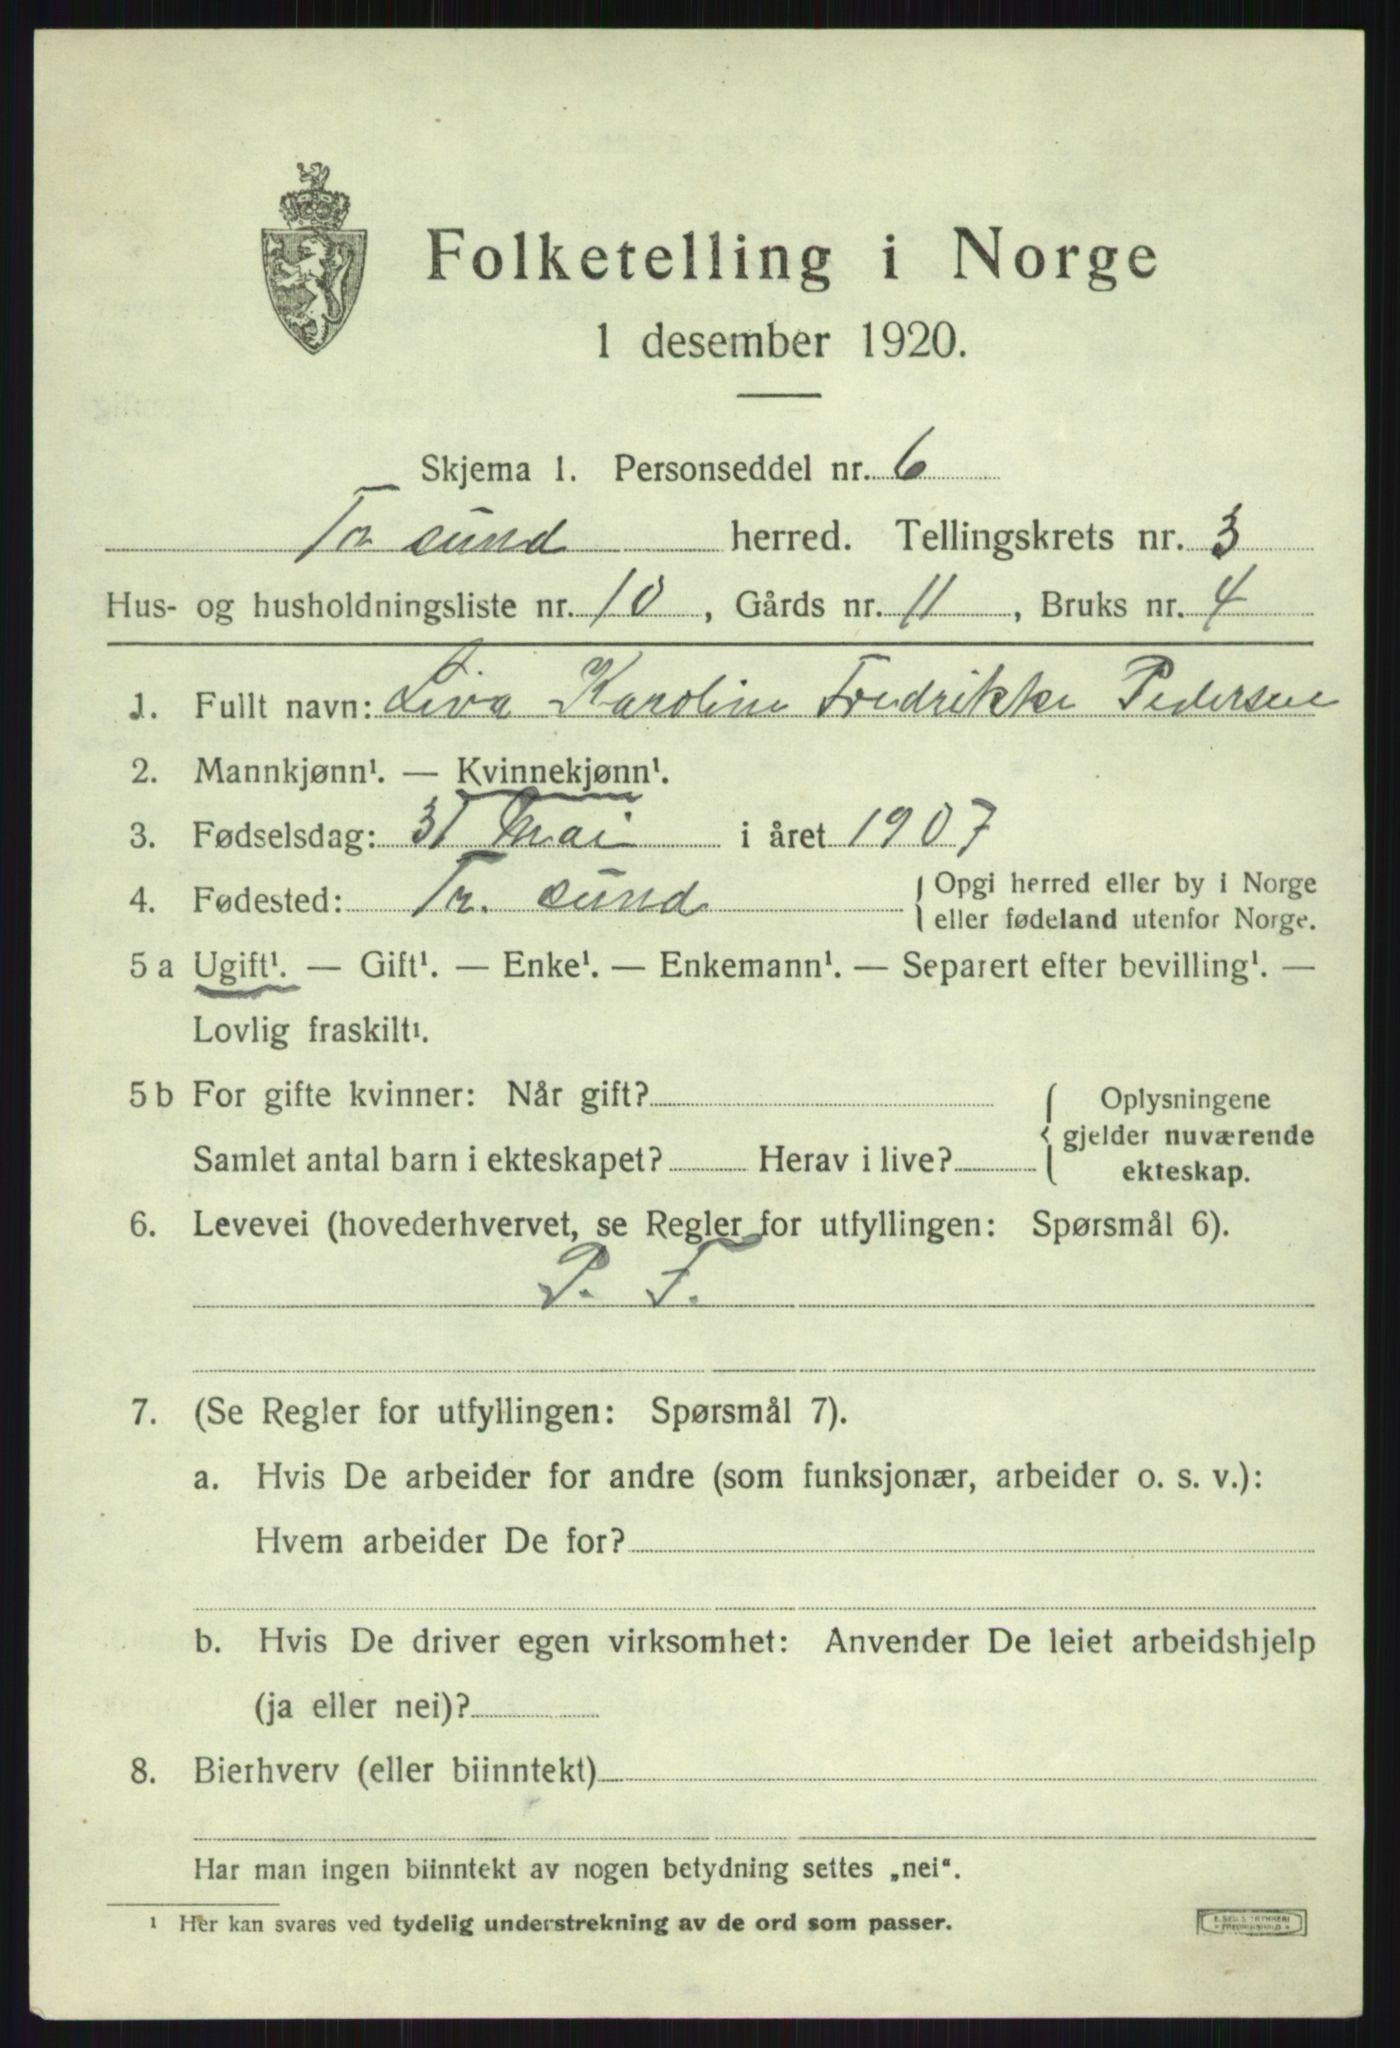 Folketelling i Norge
1 desember 1920.
Skjema 1. Personseddel nr. 6
Tr sund herred. Tellingskrets nr. 3
Hus- og husholdningsliste nr. 10, Gårds nr. 11, Bruks nr. 4
1. Fullt navn: Liva Karoline Fredrikke Pedersen
2. Mannkjønn¹. — Kvinnekjønn¹.
3. Fødselsdag: 31 Mai i året 1907
4. Fødested: Tr. sund { Opgi herred eller by i Norge
eller fødeland utenfor Norge.
5 a Ugift¹. — Gift¹. — Enke¹. — Enkemann¹. — Separert efter bevilling¹. —
Lovlig fraskilt¹.
5 b For gifte kvinner: Når gift? { Oplysningene
gjelder nuværende
Samlet antal barn i ekteskapet? Herav i live? ekteskap.
6. Levevei (hovederhvervet, se Regler for utfyllingen: Spørsmål 6).
P. F.
7. (Se Regler for utfyllingen: Spørsmål 7).
a. Hvis De arbeider for andre (som funksjonær, arbeider o. s. v.):
Hvem arbeider De for?
b. Hvis De driver egen virksomhet: Anvender De leiet arbeidshjelp
(ja eller nei)?
8. Bierhverv (eller biinntekt)
Har man ingen biinntekt av nogen betydning settes „nei“.
¹ Her kan svares ved tydelig understrekning av de ord som passer.